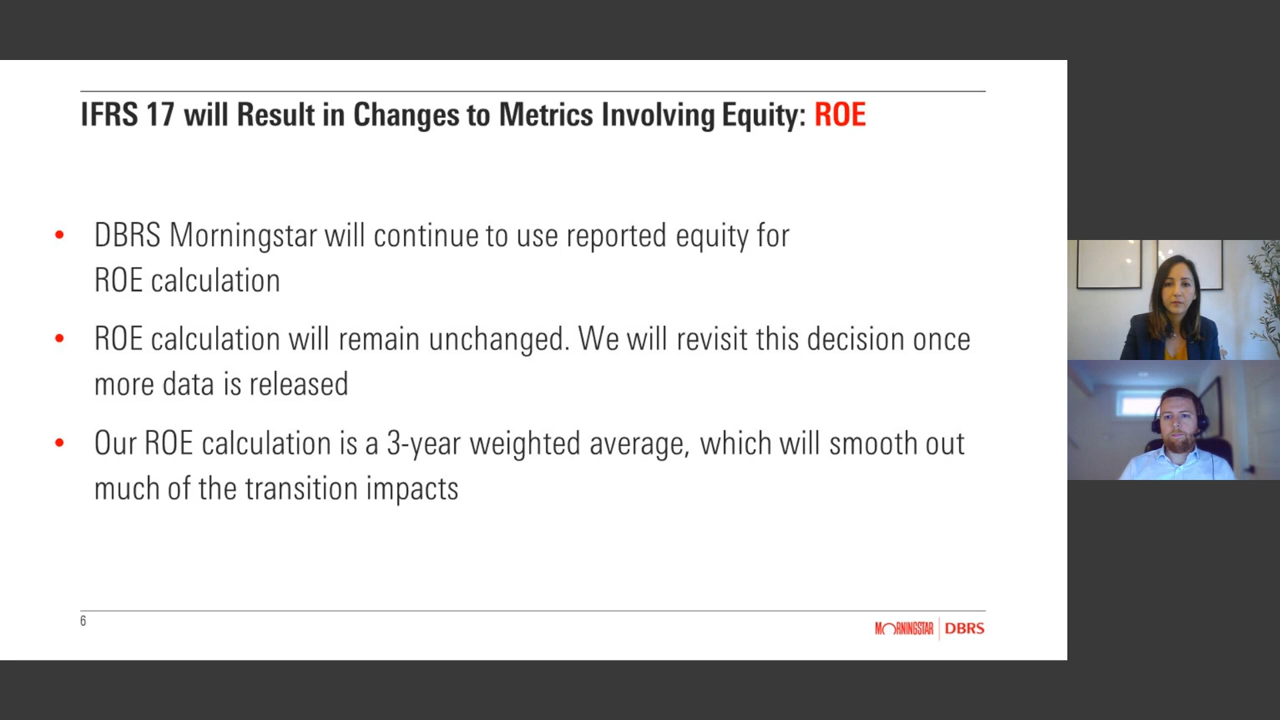 IFRS 17 will Result in Changes to Metrics Involving Equity: ROE
• DBRS Morningstar will continue to use reported equity for
ROE calculation
• ROE calculation will remain unchanged. We will revisit this decision once
more data is released
• Our ROE calculation is a 3-year weighted average, which will smooth out
much of the transition impacts
6
MORNINGSTAR | DBRS